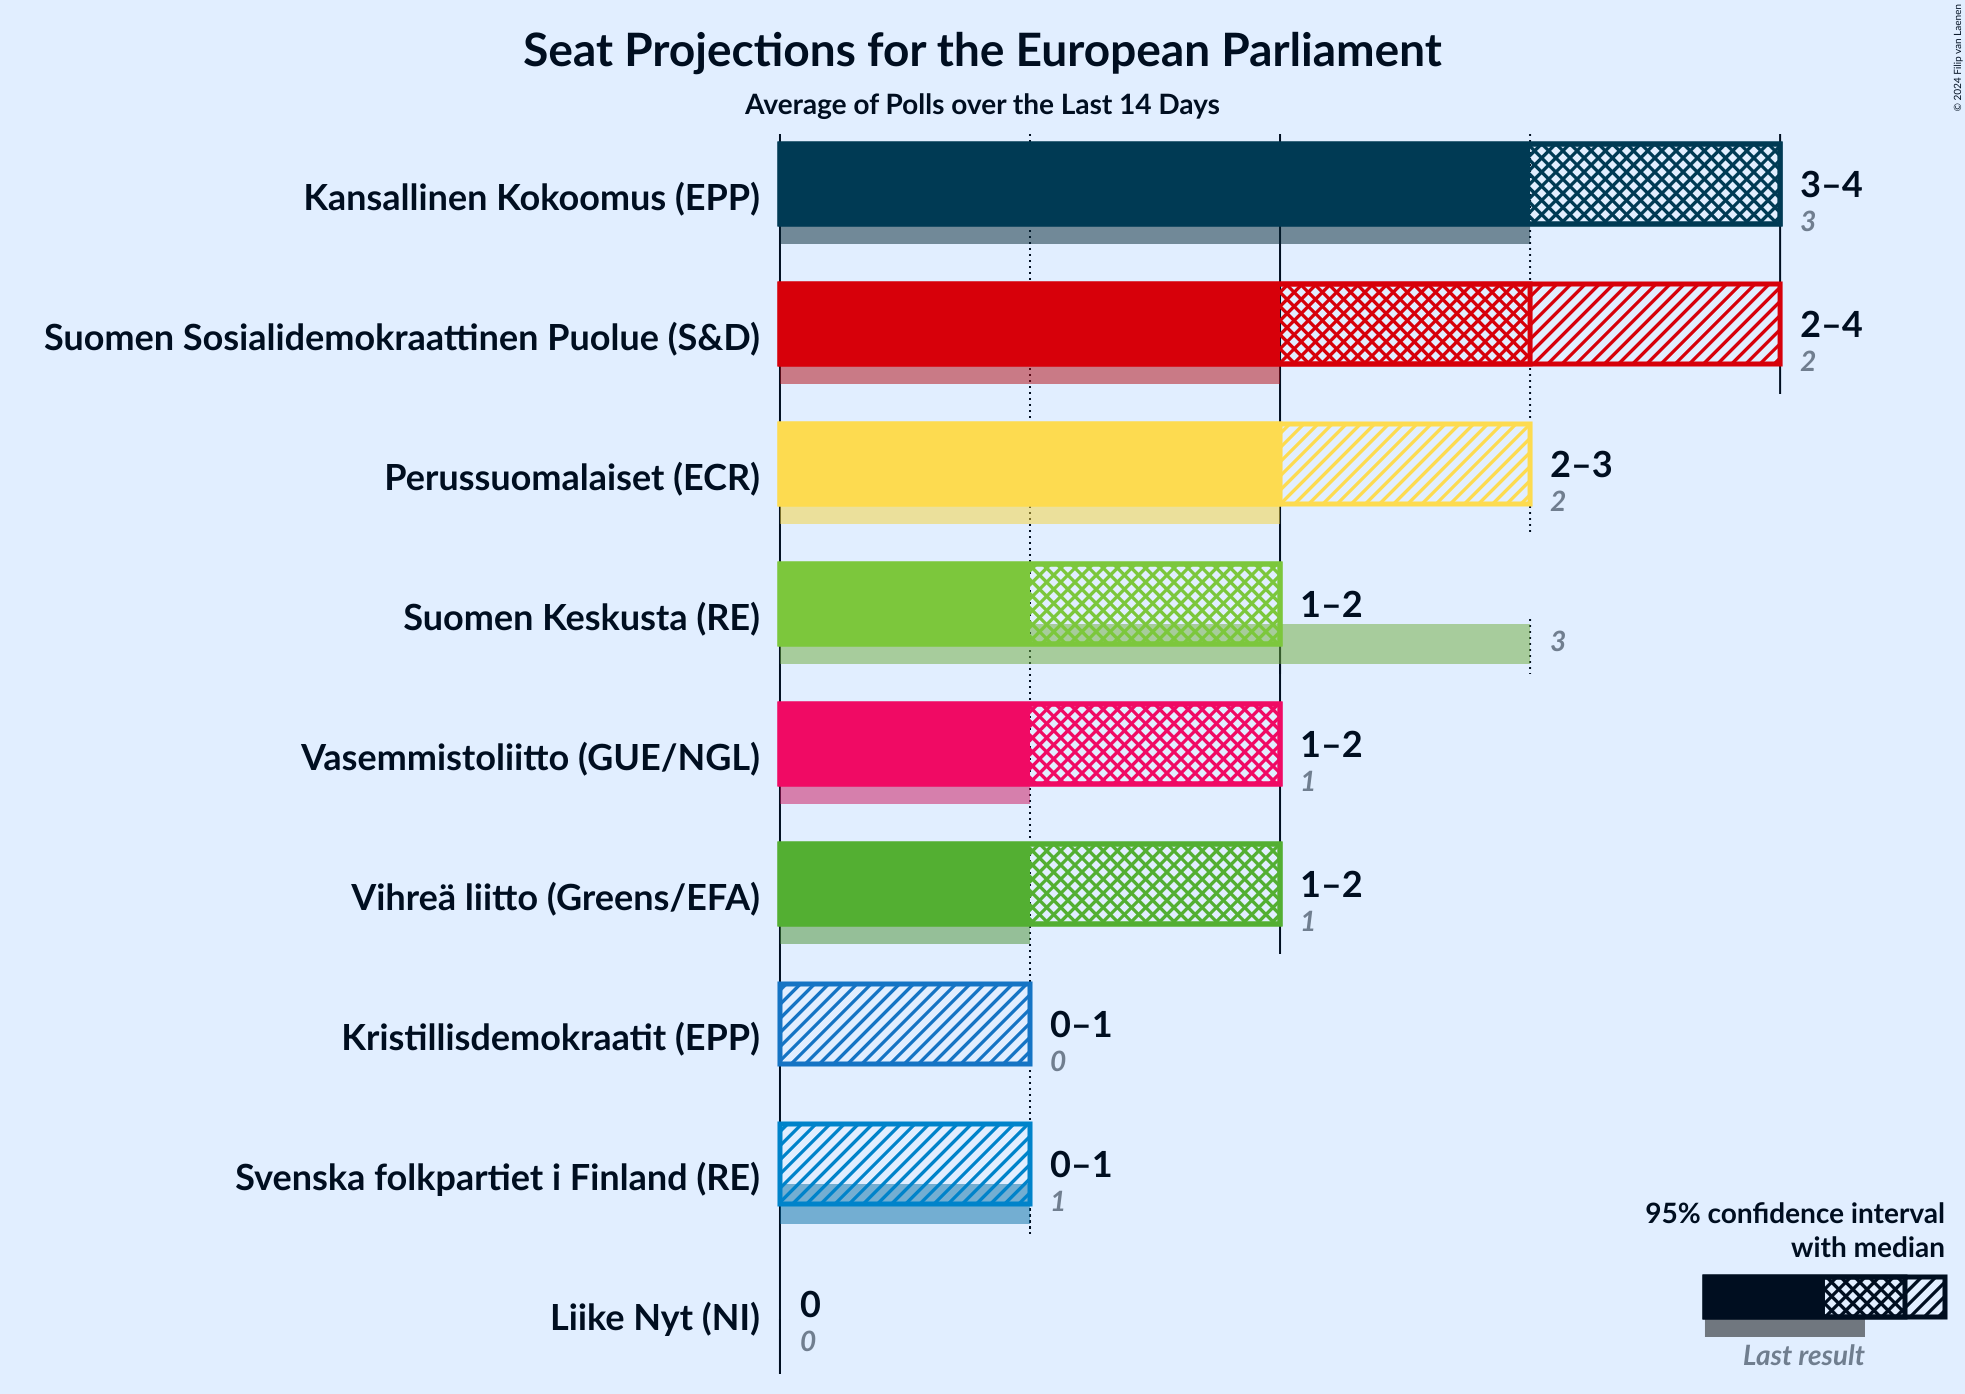 Seat Projections for the European Parliament
Average of Polls over the Last 14 Days
© 2024 Filip van Laenen
Kansallinen Kokoomus (EPP)
3–4
3
Suomen Sosialidemokraattinen Puolue (S&D)
2–4
2
Perussuomalaiset (ECR)
2–3
2
Suomen Keskusta (RE)
1–2
3
Vasemmistoliitto (GUE/NGL)
1–2
1
Vihreä liitto (Greens/EFA)
1–2
1
Kristillisdemokraatit (EPP)
0–1
0
Svenska folkpartiet i Finland (RE)
0–1
1
Liike Nyt (NI)
0
0
95% confidence interval
with median
Last result